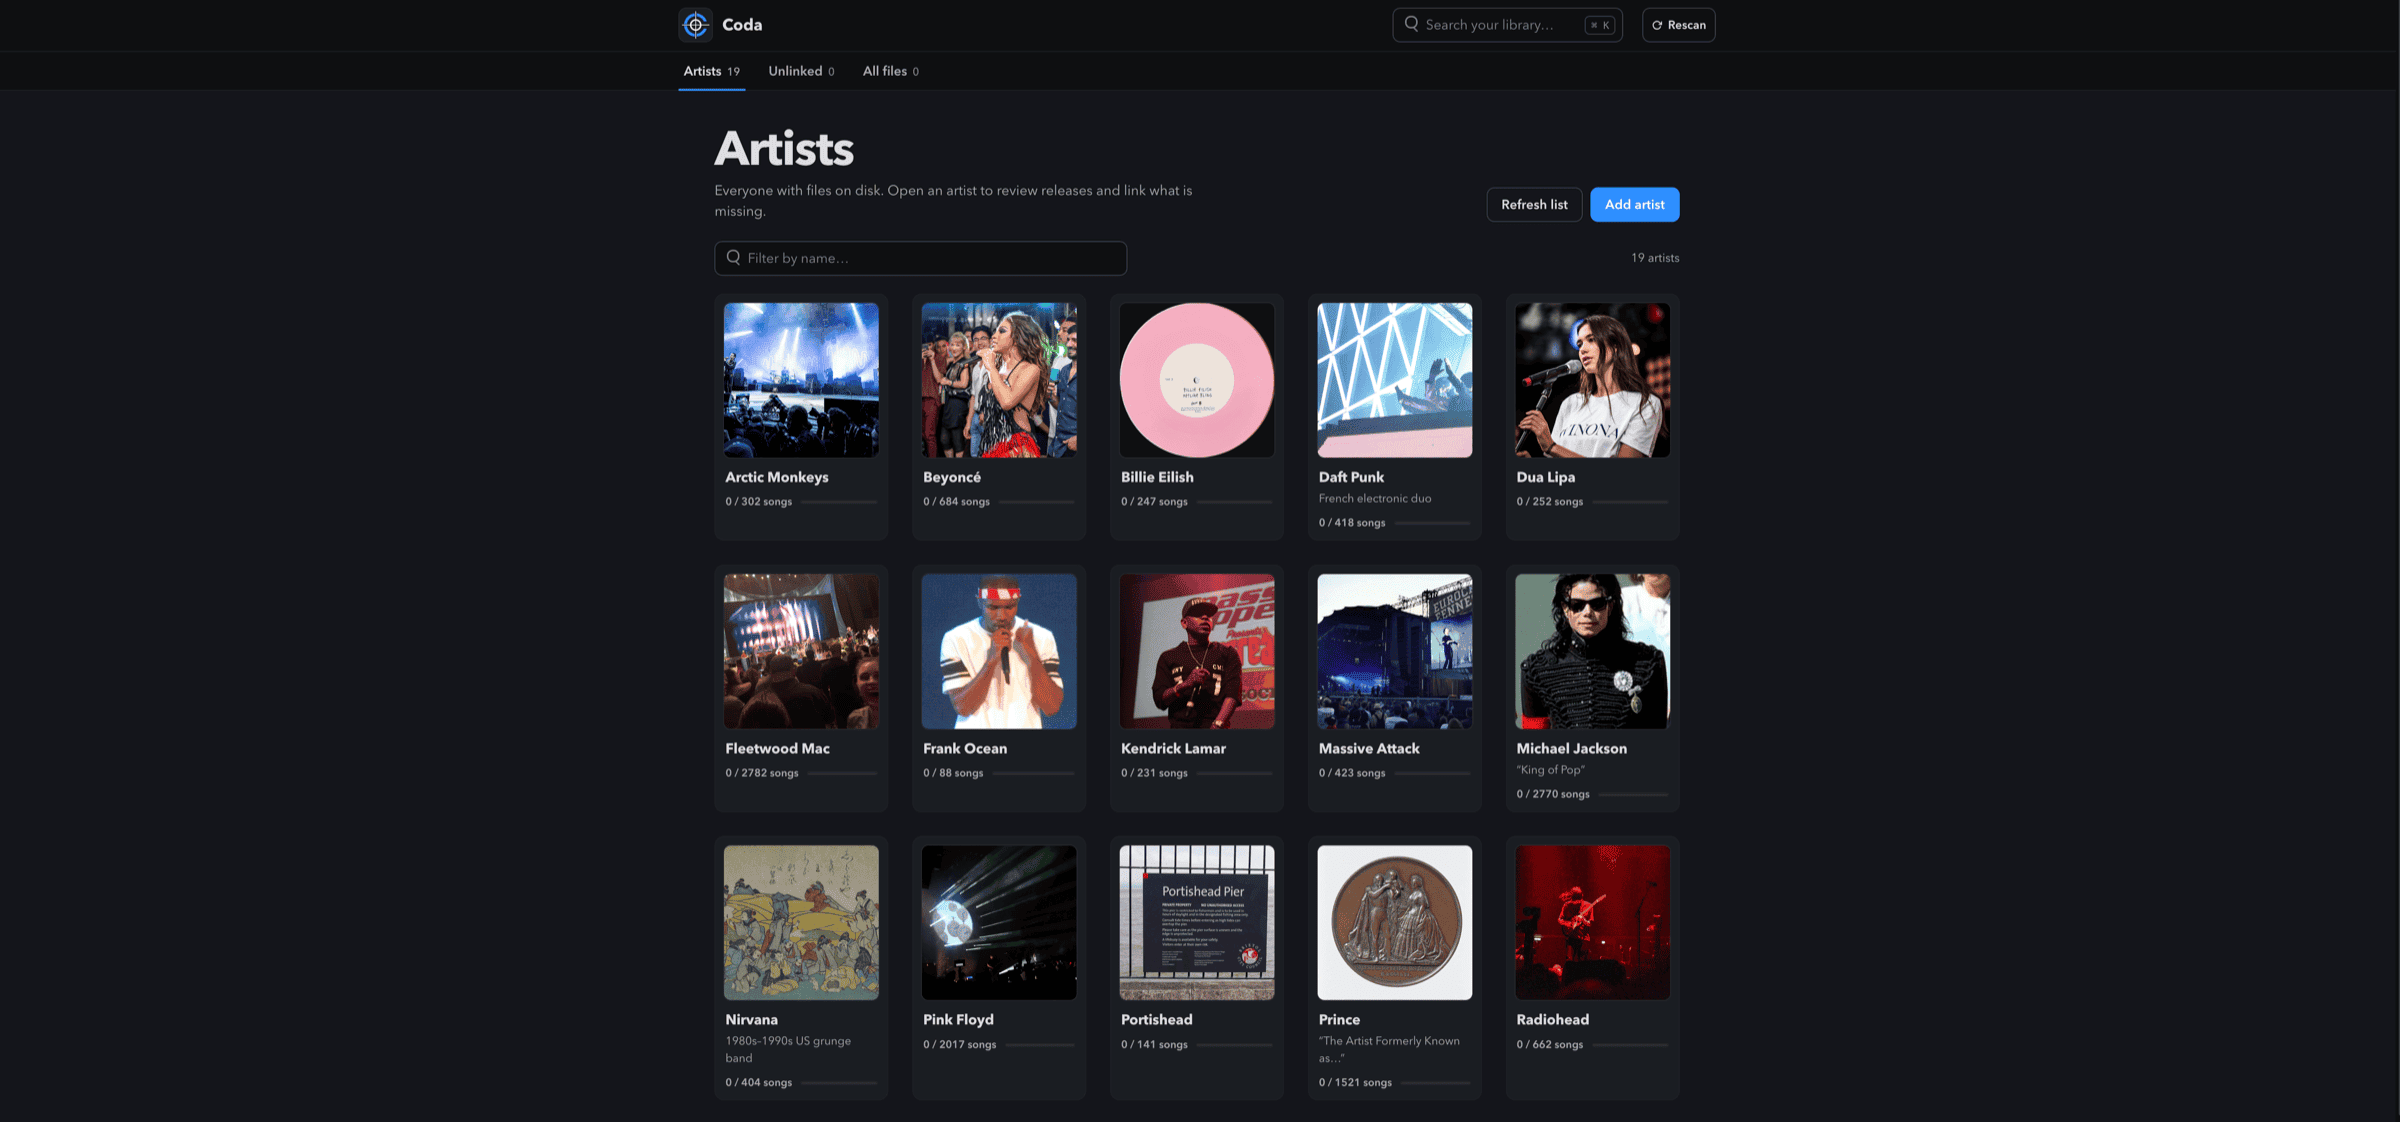 Coda
Search your library…
⌘ K
Rescan
Artists 19
Unlinked 0
All files 0
Artists
Everyone with files on disk. Open an artist to review releases and link what is
missing.
Refresh list
Add artist
Filter by name…
19 artists
INONA
Arctic Monkeys
0 / 302 songs
Beyoncé
0 / 684 songs
Billie Eilish
0 / 247 songs
Daft Punk
French electronic duo
0 / 418 songs
Dua Lipa
0 / 252 songs
Fleetwood Mac
0 / 2782 songs
Frank Ocean
0 / 88 songs
Kendrick Lamar
0 / 231 songs
Massive Attack
0 / 423 songs
Michael Jackson
"King of Pop"
0 / 2770 songs
Portishead Pier
Nirvana
1980s–1990s US grunge
band
0 / 404 songs
Pink Floyd
0 / 2017 songs
Portishead
0 / 141 songs
Prince
"The Artist Formerly Known
as…"
0 / 1521 songs
Radiohead
0 / 662 songs